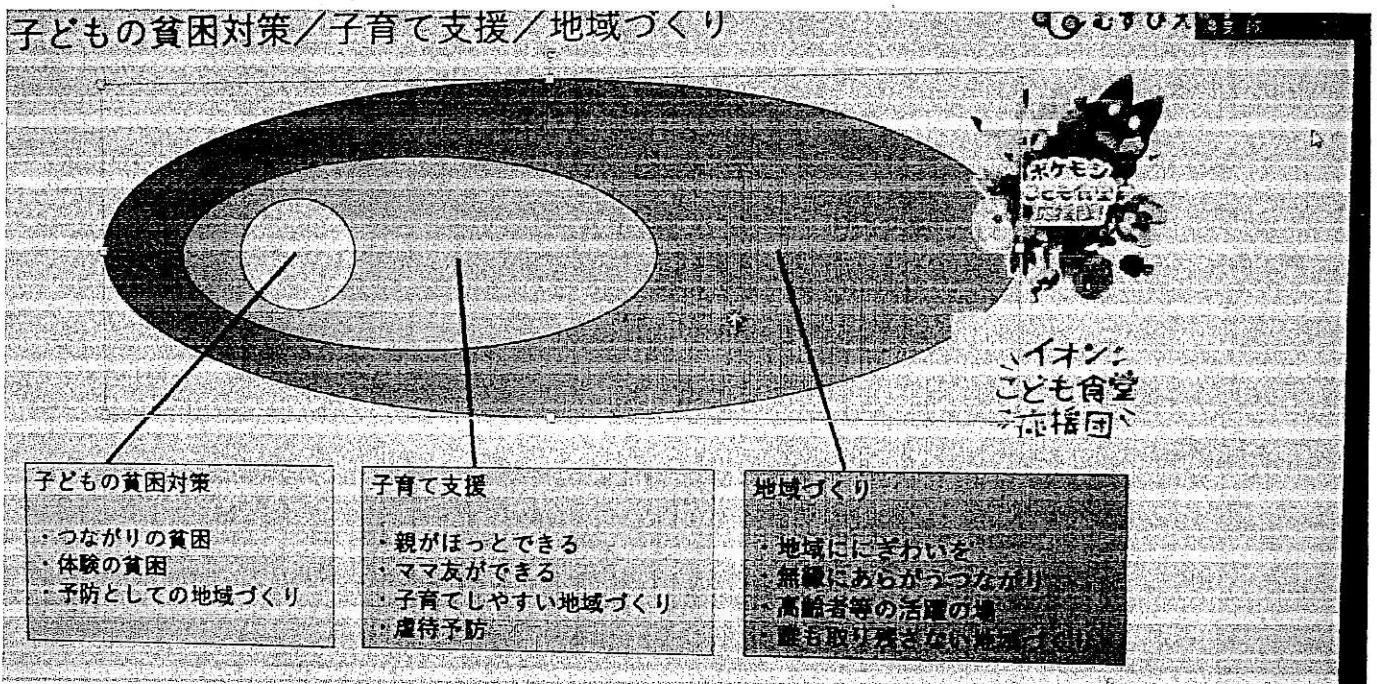 子どもの貧困対策／子育て支援／地域づくり
むすびえ
ポケモン
こども食堂
応援隊!
イオン
こども食堂
応援団
子どもの貧困対策
・つながりの貧困
・体験の貧困
・予防としての地域づくり
子育て支援
・親がほっとできる
・ママ友ができる
・子育てしやすい地域づくり
・虐待予防
地域づくり
・地域ににぎわいを
・無縁にあらがうつながり
・高齢者等の活躍の場
・誰も取り残さない地域づくり